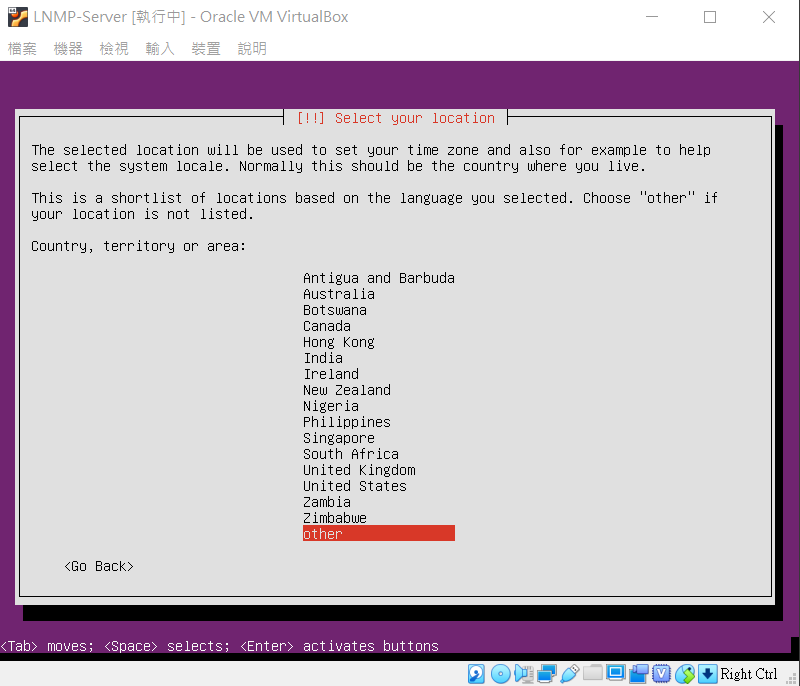 LNMP-Server [執行中] - Oracle VM VirtualBox
檔案 機器 檢視 輸入 裝置 說明
[!!] Select your location
The selected location will be used to set your time zone and also for example to help
select the system locale. Normally this should be the country where you live.
This is a shortlist of locations based on the language you selected. Choose "other" if
your location is not listed.
Country, territory or area:
Antigua and Barbuda
Australia
Botswana
Canada
Hong Kong
India
Ireland
New Zealand
Nigeria
Philippines
Singapore
South Africa
United Kingdom
United States
Zambia
Zimbabwe
other
<Go Back>
<Tab> moves; <Space> selects; <Enter> activates buttons
Right Ctrl